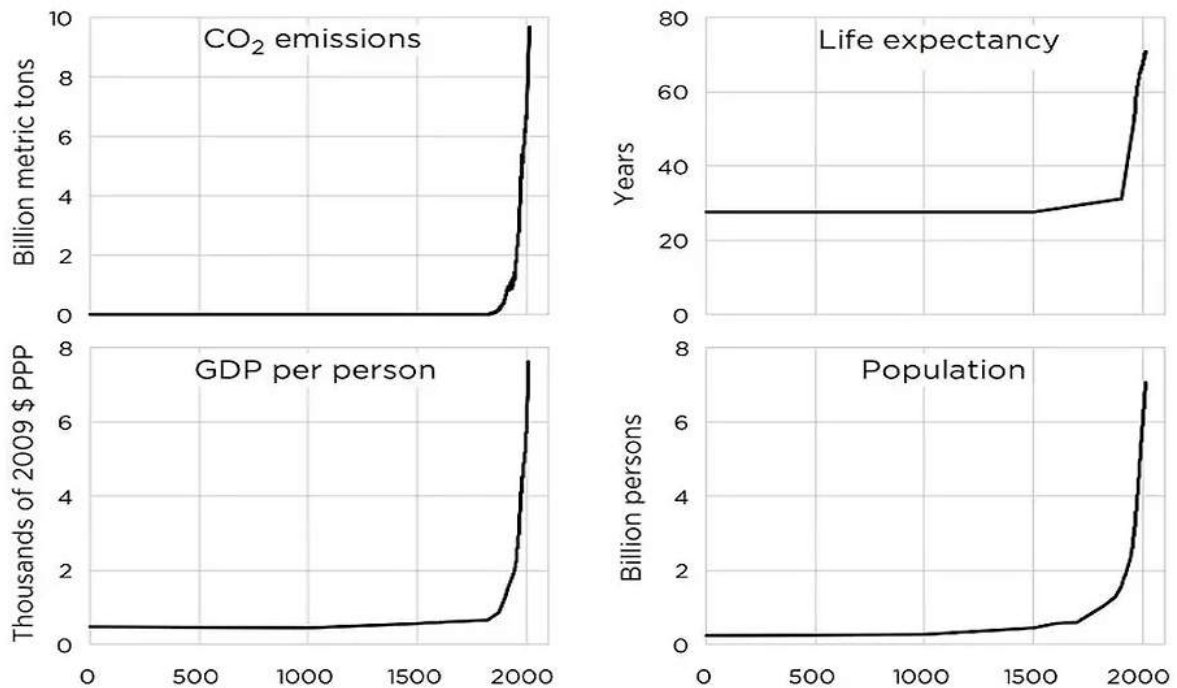 CO₂ emissions
Billion metric tons
10
8
6
4
2
0
Life expectancy
Years
80
60
40
20
0
GDP per person
Thousands of 2009 $ PPP
8
6
4
2
0
0 500 1000 1500 2000
Population
Billion persons
8
6
4
2
0
0 500 1000 1500 2000